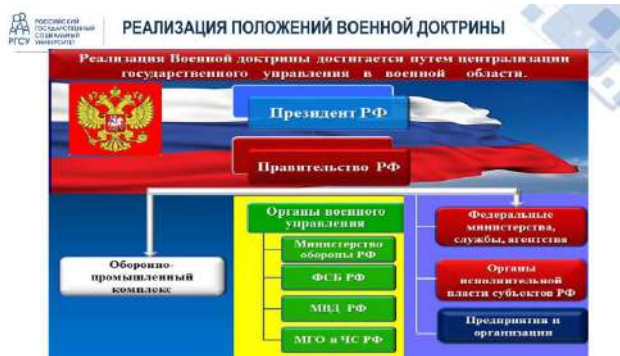 РОССИЙСКИЙ
ГОСУДАРСТВЕННЫЙ
СОЦИАЛЬНЫЙ
УНИВЕРСИТЕТ
РГСУ
РЕАЛИЗАЦИЯ ПОЛОЖЕНИЙ ВОЕННОЙ ДОКТРИНЫ
Реализация Военной доктрины достигается путем централизации
государственного управления в военной области.
Президент РФ
Правительство РФ
Оборонно-
промышленный
комплекс
Органы военного
управления
Министерство
обороны РФ
ФСБ РФ
МВД РФ
МГО и ЧС РФ
Федеральные
министерства,
службы, агентства
Органы
исполнительной
власти субъектов РФ
Предприятия и
организации